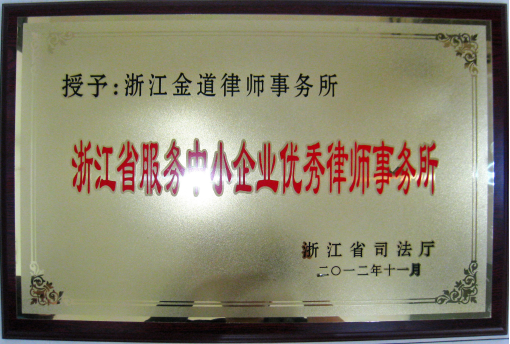 授予:浙江金道律师事务所
浙江省服务中小企业优秀律师事务所
浙江省司法厅
二〇一二年十一月